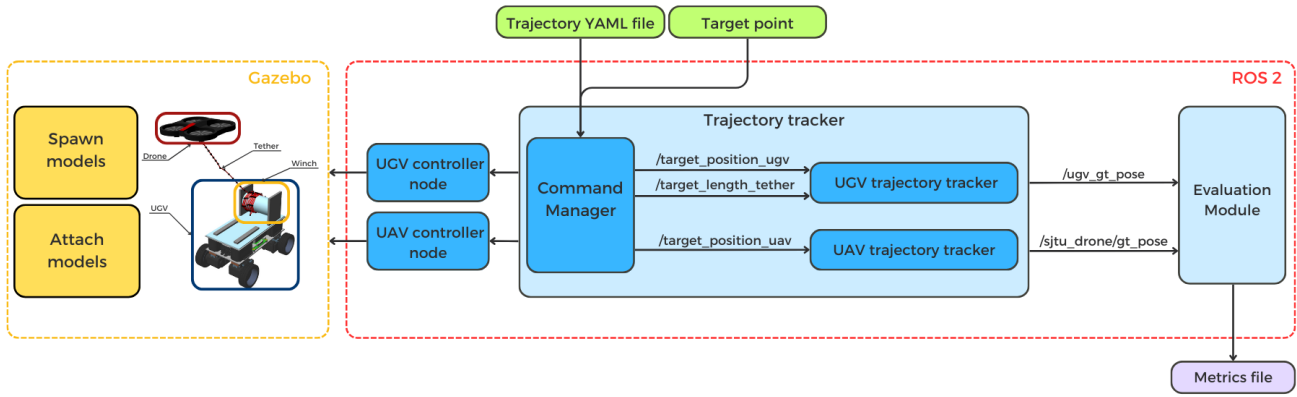 Trajectory YAML file
Target point
Gazebo
ROS 2
Spawn
models
Attach
models
Drone
Tether
Winch
UGV
UGV controller
node
UAV controller
node
Trajectory tracker
Command
Manager
/target_position_ugv
/target_length_tether
/target_position_uav
UGV trajectory tracker
UAV trajectory tracker
/ugv_gt_pose
/sjtu_drone/gt_pose
Evaluation
Module
Metrics file